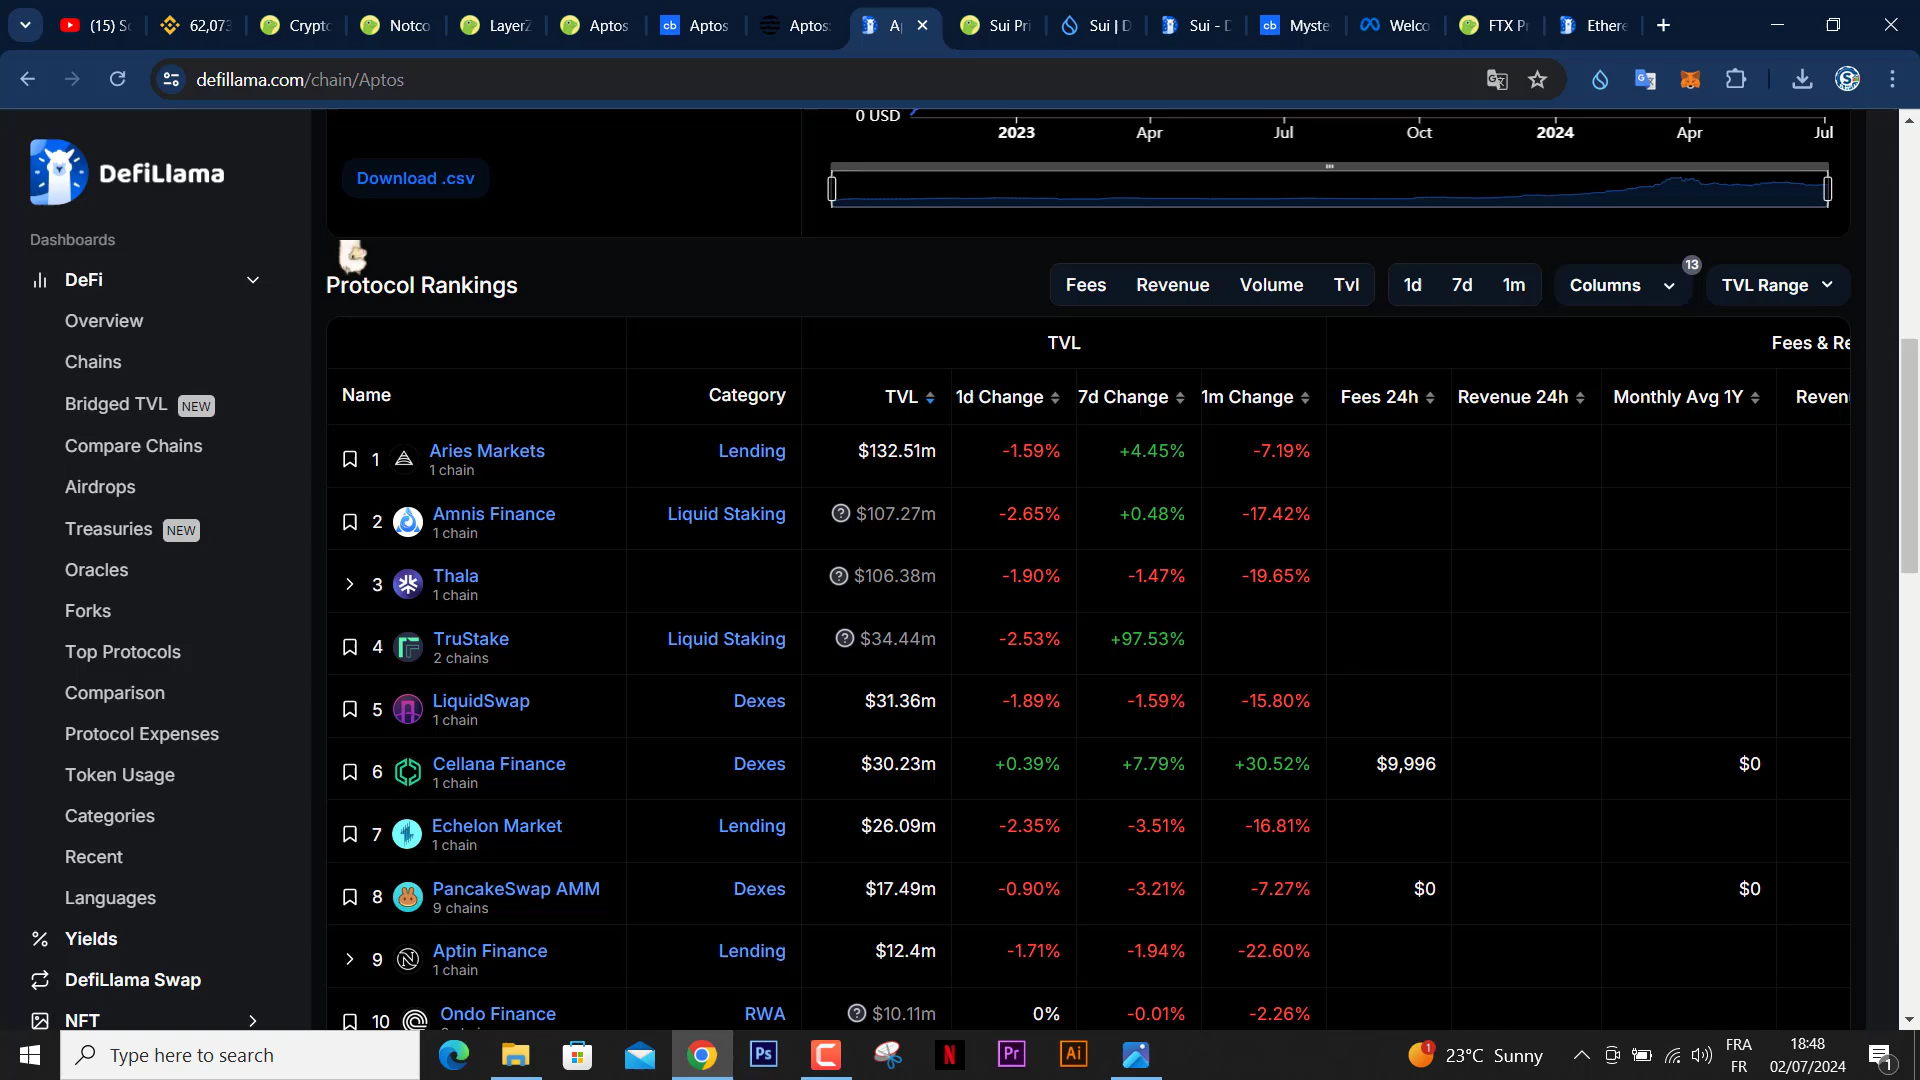 (15) Sc
62,073
Crypto
Notco
LayerZ
Aptos
Aptos
Aptos:
Ap
Sui Pri
Sui | D
Sui - D
Myste
Welco
FTX Pr
Ethere
defillama.com/chain/Aptos
DefiLlama
Dashboards
DeFi
Overview
Chains
Bridged TVL NEW
Compare Chains
Airdrops
Treasuries NEW
Oracles
Forks
Top Protocols
Comparison
Protocol Expenses
Token Usage
Categories
Recent
Languages
Yields
DefiLlama Swap
NFT
0 USD
2023 Apr Jul Oct 2024 Apr Jul
Download .csv
Protocol Rankings
Fees Revenue Volume Tvl
1d 7d 1m
Columns 13
TVL Range
TVL Fees & Re
Name Category TVL 1d Change 7d Change 1m Change Fees 24h Revenue 24h Monthly Avg 1Y Reven
1 Aries Markets Lending $132.51m -1.59% +4.45% -7.19%
1 chain
2 Amnis Finance Liquid Staking $107.27m -2.65% +0.48% -17.42%
1 chain
3 Thala $106.38m -1.90% -1.47% -19.65%
1 chain
4 TruStake Liquid Staking $34.44m -2.53% +97.53%
2 chains
5 LiquidSwap Dexes $31.36m -1.89% -1.59% -15.80%
1 chain
6 Cellana Finance Dexes $30.23m +0.39% +7.79% +30.52% $9,996 $0
1 chain
7 Echelon Market Lending $26.09m -2.35% -3.51% -16.81%
1 chain
8 PancakeSwap AMM Dexes $17.49m -0.90% -3.21% -7.27% $0 $0
9 chains
9 Aptin Finance Lending $12.4m -1.71% -1.94% -22.60%
1 chain
10 Ondo Finance RWA $10.11m 0% -0.01% -2.26%
Type here to search
Ps
Pr
Ai
1
23°C Sunny
FRA
FR
18:48
02/07/2024
1